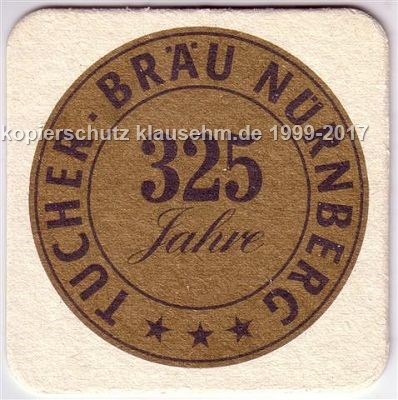 TUCHER. BRÄU NÜRNBERG
kopierschutz klausehm.de 1999-2017
325
Jahre